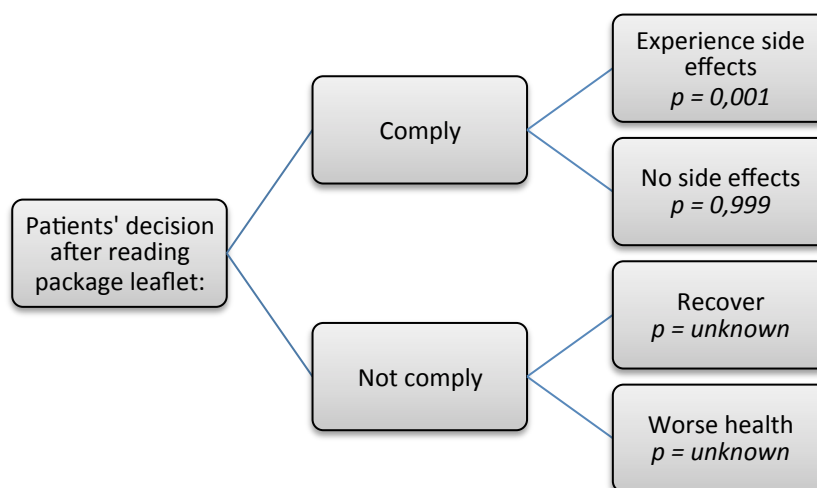 Patients' decision
after reading
package leaflet:
Comply
Experience side
effects
p = 0,001
No side effects
p = 0,999
Not comply
Recover
p = unknown
Worse health
p = unknown